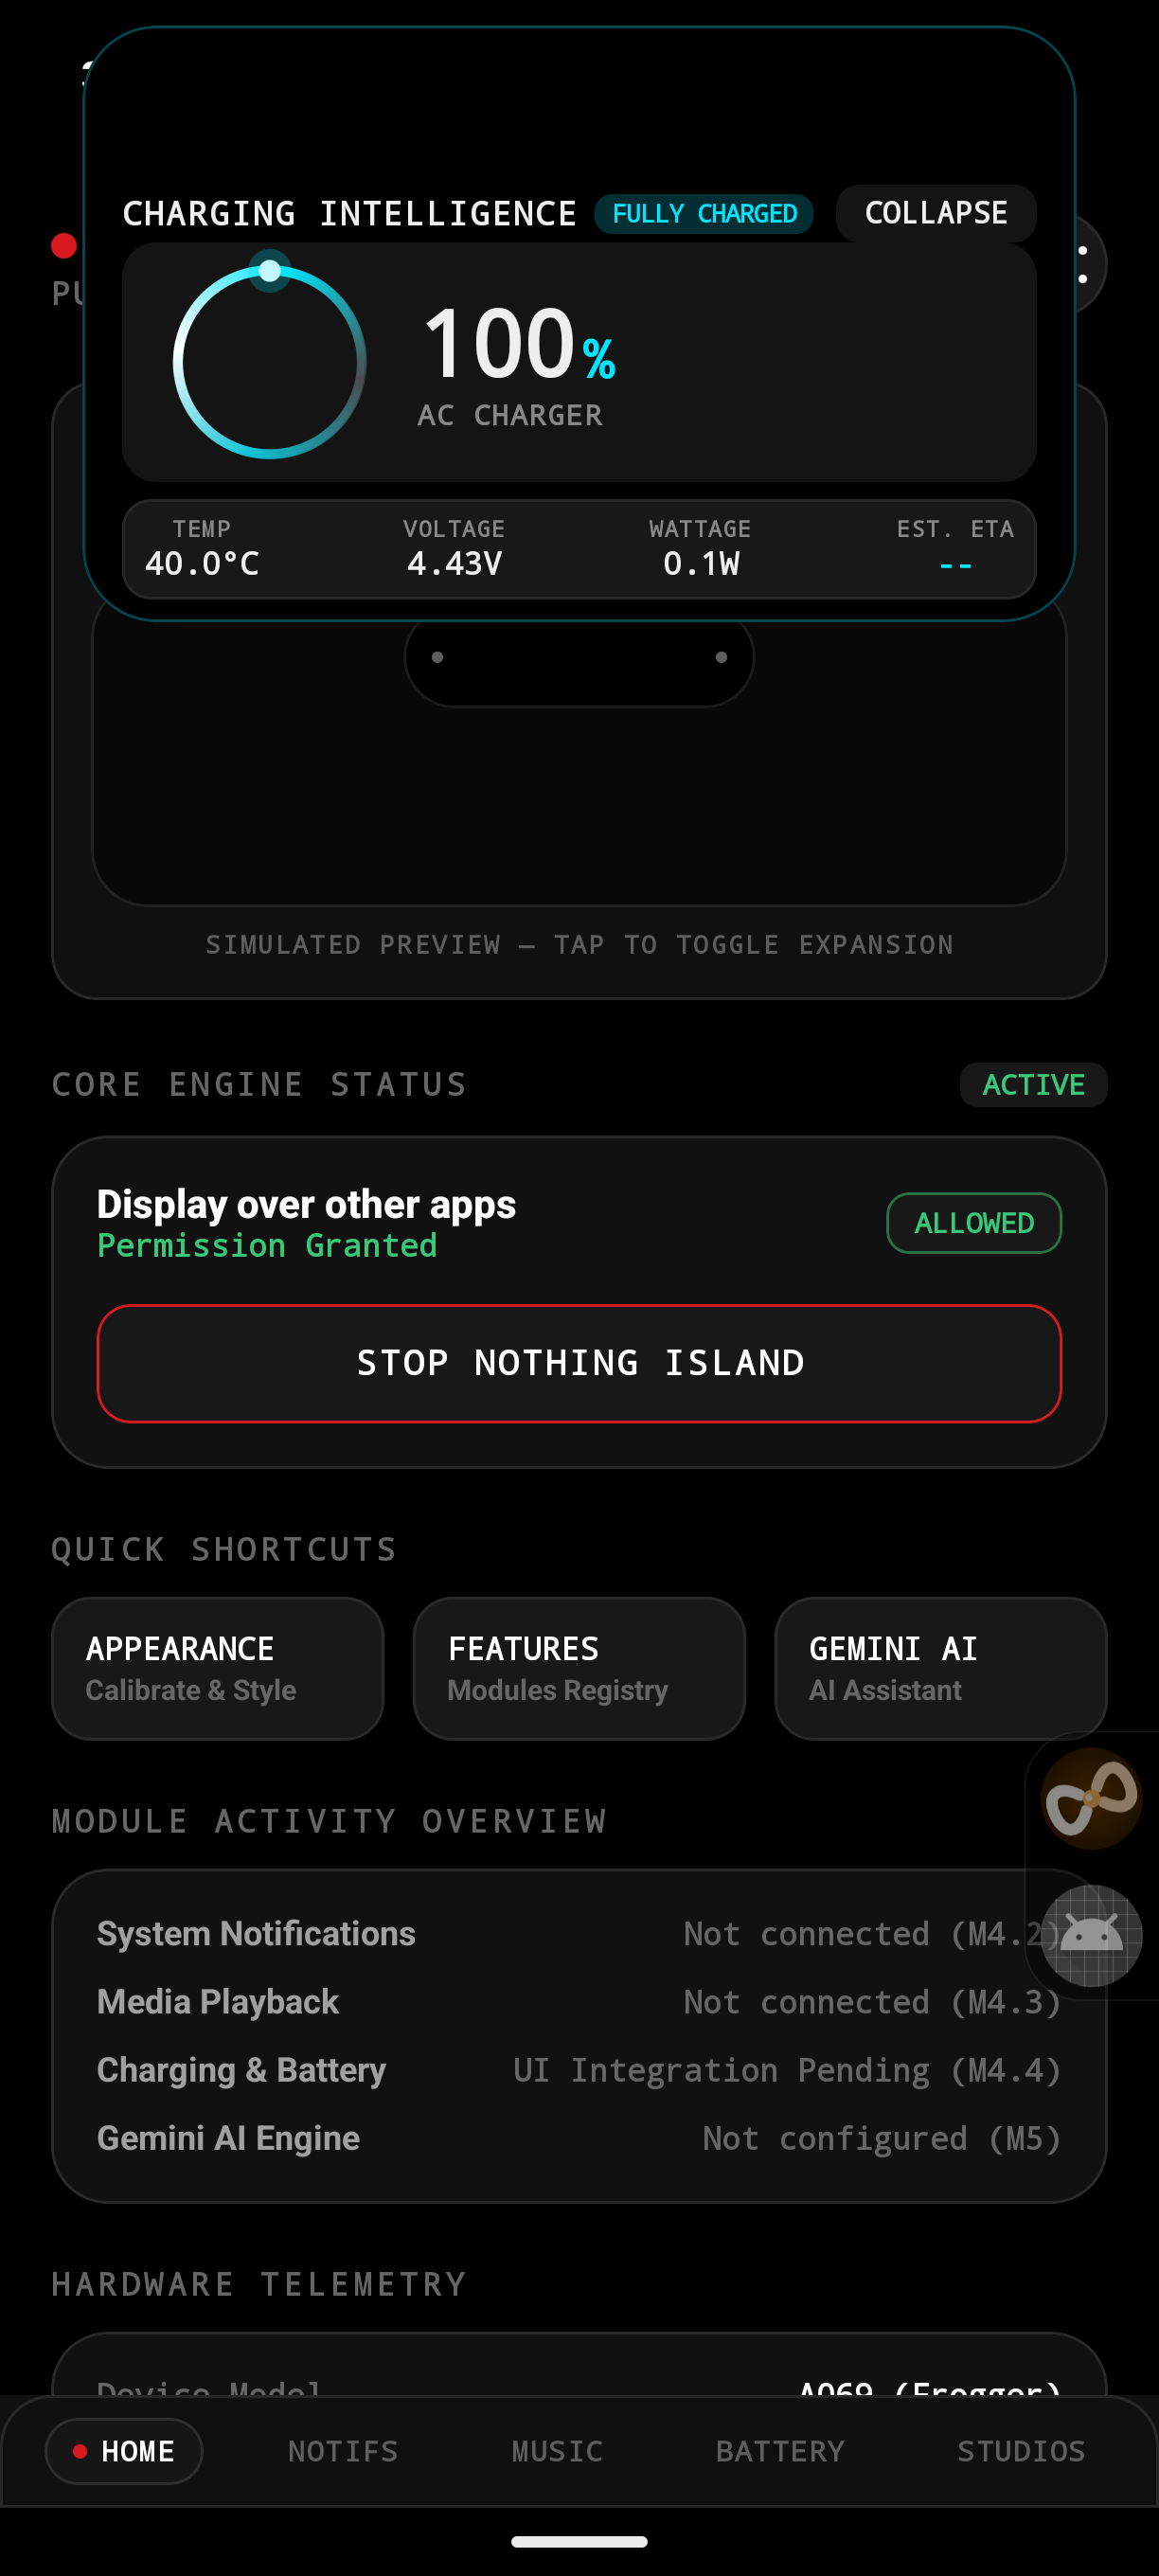 CHARGING INTELLIGENCE FULLY CHARGED COLLAPSE
100%
AC CHARGER
TEMP VOLTAGE WATTAGE EST. ETA
40.0°C 4.43V 0.1W --
SIMULATED PREVIEW — TAP TO TOGGLE EXPANSION
CORE ENGINE STATUS ACTIVE
Display over other apps
Permission Granted
ALLOWED
STOP NOTHING ISLAND
QUICK SHORTCUTS
APPEARANCE
Calibrate & Style
FEATURES
Modules Registry
GEMINI AI
AI Assistant
MODULE ACTIVITY OVERVIEW
System Notifications Not connected (M4.2)
Media Playback Not connected (M4.3)
Charging & Battery UI Integration Pending (M4.4)
Gemini AI Engine Not configured (M5)
HARDWARE TELEMETRY
Device Model A069 (Frogger)
HOME NOTIFS MUSIC BATTERY STUDIOS